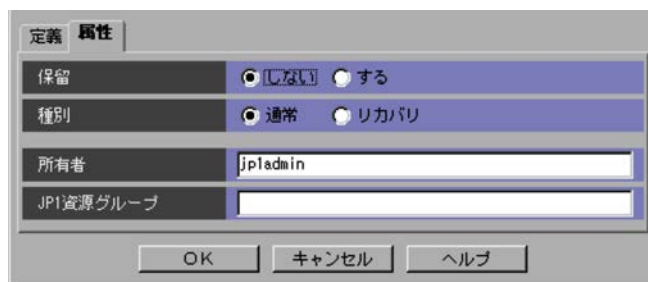 定義 属性
保留 しない する
種別 通常 リカバリ
所有者 jp1admin
JP1資源グループ
OK キャンセル ヘルプ